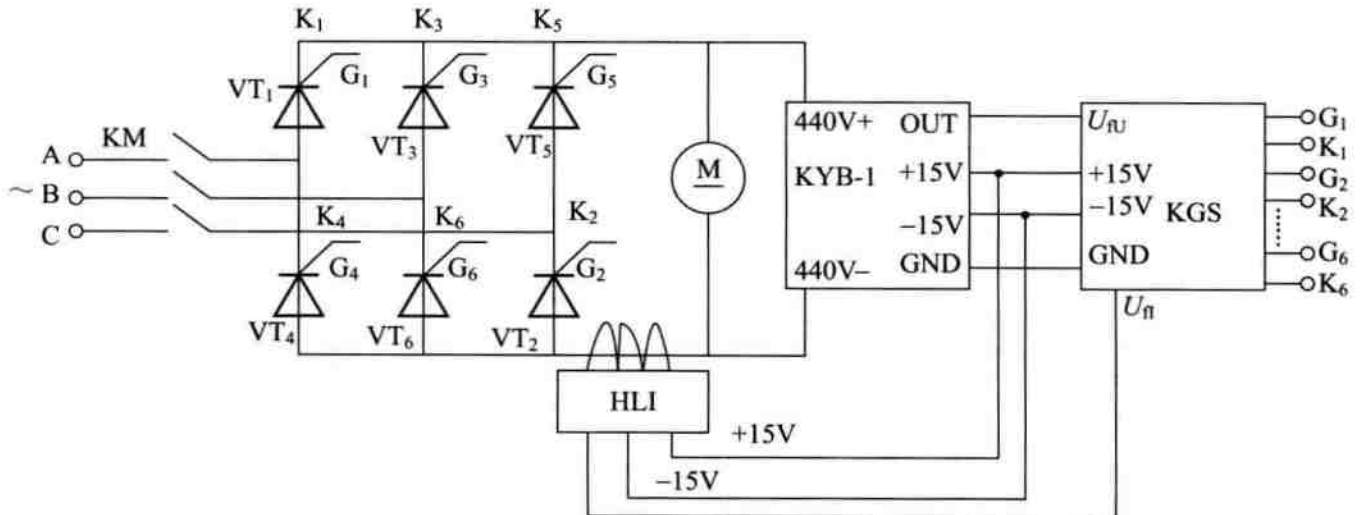 K₁ K₃ K₅
G₁ G₃ G₅
VT₁ VT₃ VT₅
KM
A
~ B
C
K₄ K₆ K₂
G₄ G₆ G₂
VT₄ VT₆ VT₂
M
440V+ OUT
KYB-1 +15V
–15V
440V– GND
U_fU
+15V
–15V
KGS
GND
U_fI
G₁
K₁
G₂
K₂
G₆
K₆
HLI
+15V
–15V